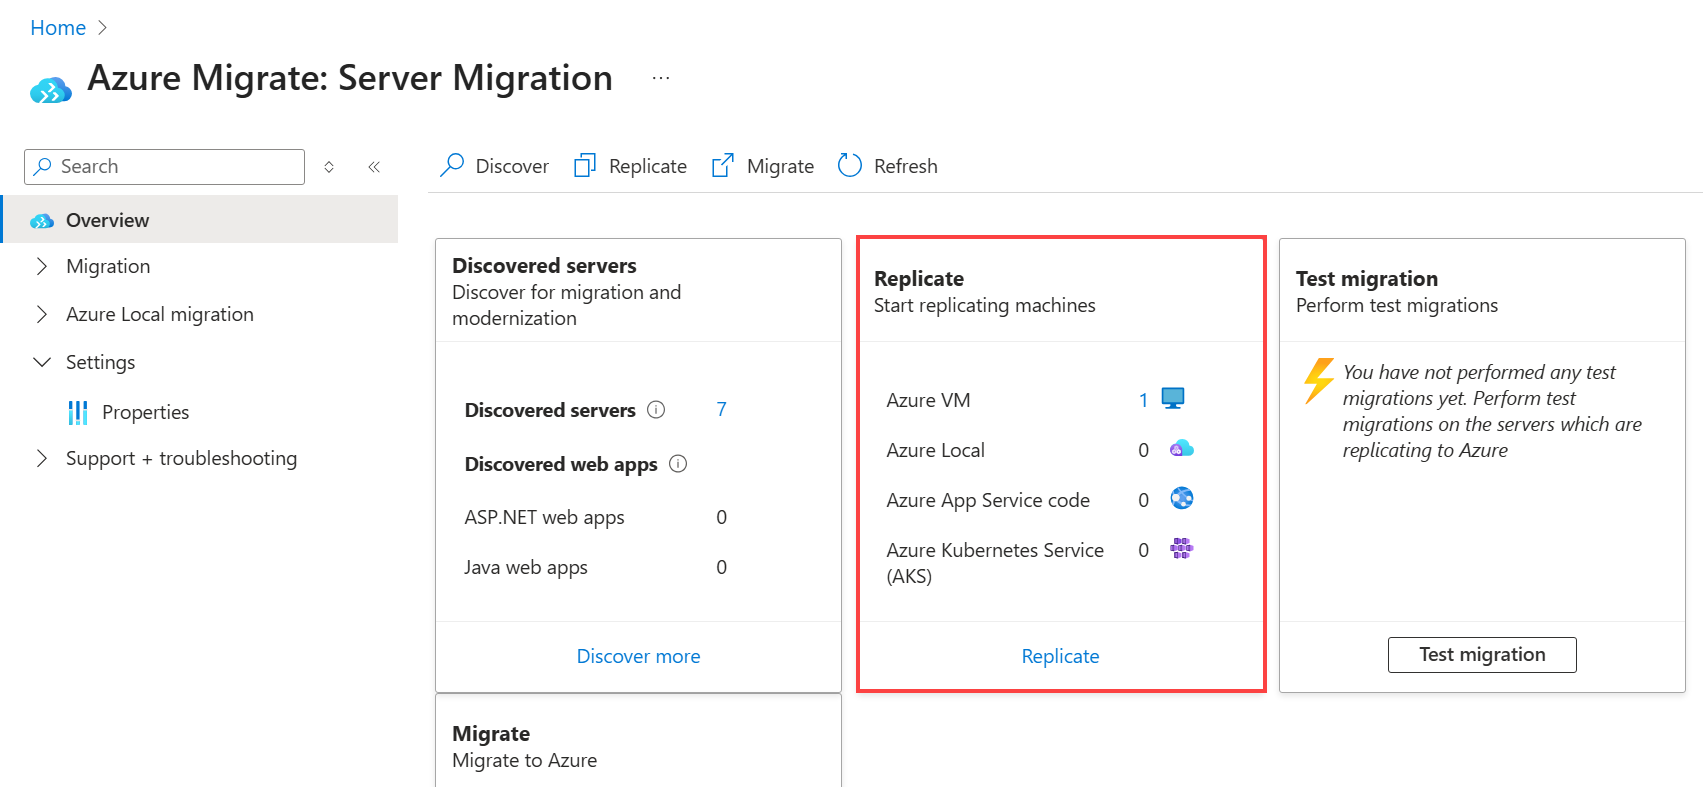 Home
Azure Migrate: Server Migration
...
Search
Discover
Replicate
Migrate
Refresh
Overview
Migration
Azure Local migration
Settings
Properties
Support + troubleshooting
Discovered servers
Discover for migration and
modernization
Discovered servers 7
Discovered web apps
ASP.NET web apps 0
Java web apps 0
Discover more
Replicate
Start replicating machines
Azure VM 1
Azure Local 0
Azure App Service code 0
Azure Kubernetes Service 0
(AKS)
Replicate
Test migration
Perform test migrations
You have not performed any test
migrations yet. Perform test
migrations on the servers which are
replicating to Azure
Test migration
Migrate
Migrate to Azure